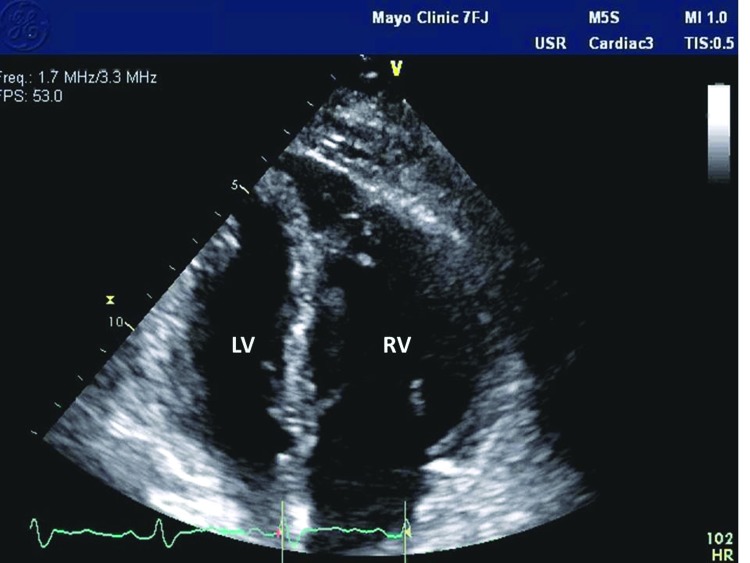 Mayo Clinic 7FJ M5S MI 1.0
USR Cardiac3 TIS:0.5
Freq.: 1.7 MHz/3.3 MHz
FPS: 53.0
V
5
10
LV RV
102
HR